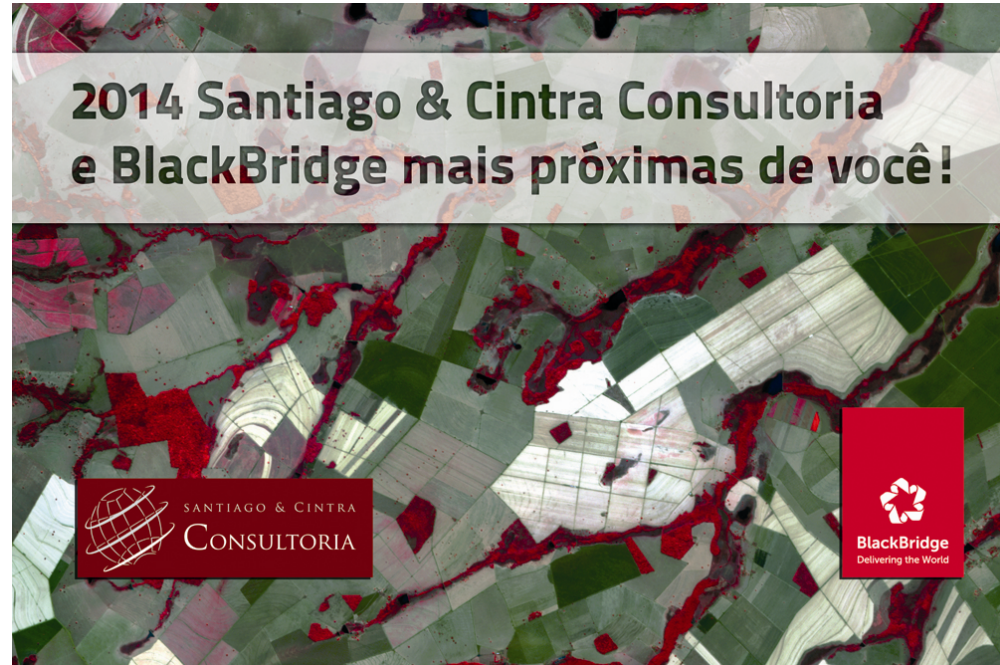 2014 Santiago & Cintra Consultoria
e BlackBridge mais próximas de você!
SANTIAGO & CINTRA
CONSULTORIA
BlackBridge
Delivering the World